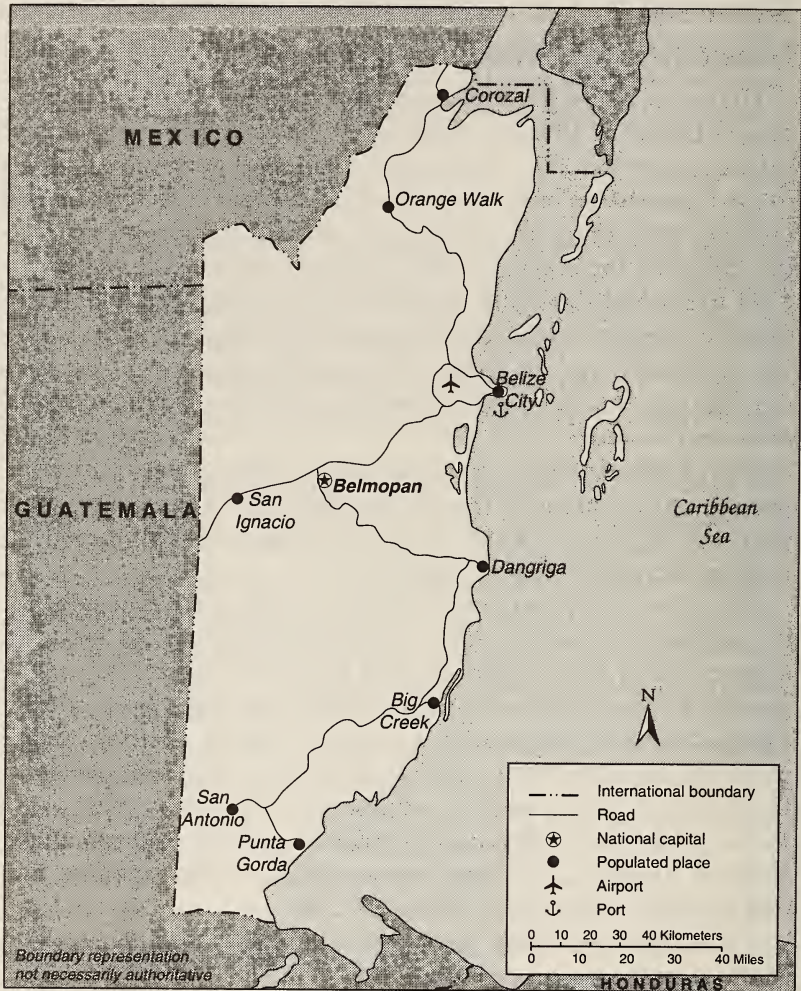 Corozal
MEXICO
Orange Walk
Belize
City
Belmopan
San
Ignacio
GUATEMALA
Caribbean
Sea
Dangriga
N
Big
Creek
San
Antonio
Punta
Gorda
International boundary
Road
National capital
Populated place
Airport
Port
0 10 20 30 40 Kilometers
0 10 20 30 40 Miles
Boundary representation
not necessarily authoritative
HONDURAS